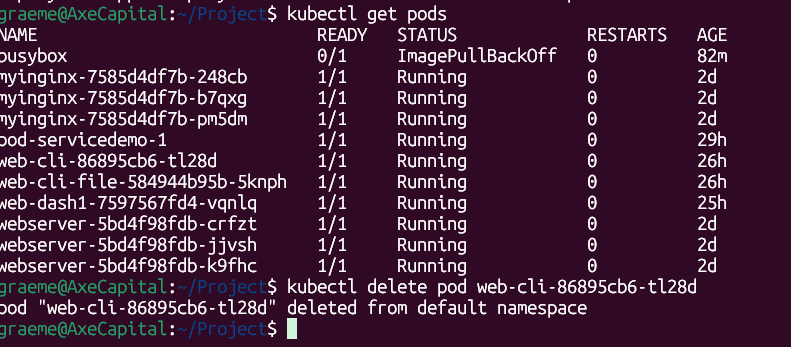 graeme@AxeCapital:~/Project$ kubectl get pods
NAME READY STATUS RESTARTS AGE
busybox 0/1 ImagePullBackOff 0 82m
myinginx-7585d4df7b-248cb 1/1 Running 0 2d
myinginx-7585d4df7b-b7qxg 1/1 Running 0 2d
myinginx-7585d4df7b-pm5dm 1/1 Running 0 2d
pod-servicedemo-1 1/1 Running 0 29h
web-cli-86895cb6-tl28d 1/1 Running 0 26h
web-cli-file-584944b95b-5knph 1/1 Running 0 26h
web-dash1-7597567fd4-vqnlq 1/1 Running 0 25h
webserver-5bd4f98fdb-crfzt 1/1 Running 0 2d
webserver-5bd4f98fdb-jjvsh 1/1 Running 0 2d
webserver-5bd4f98fdb-k9fhc 1/1 Running 0 2d
graeme@AxeCapital:~/Project$ kubectl delete pod web-cli-86895cb6-tl28d
pod "web-cli-86895cb6-tl28d" deleted from default namespace
graeme@AxeCapital:~/Project$